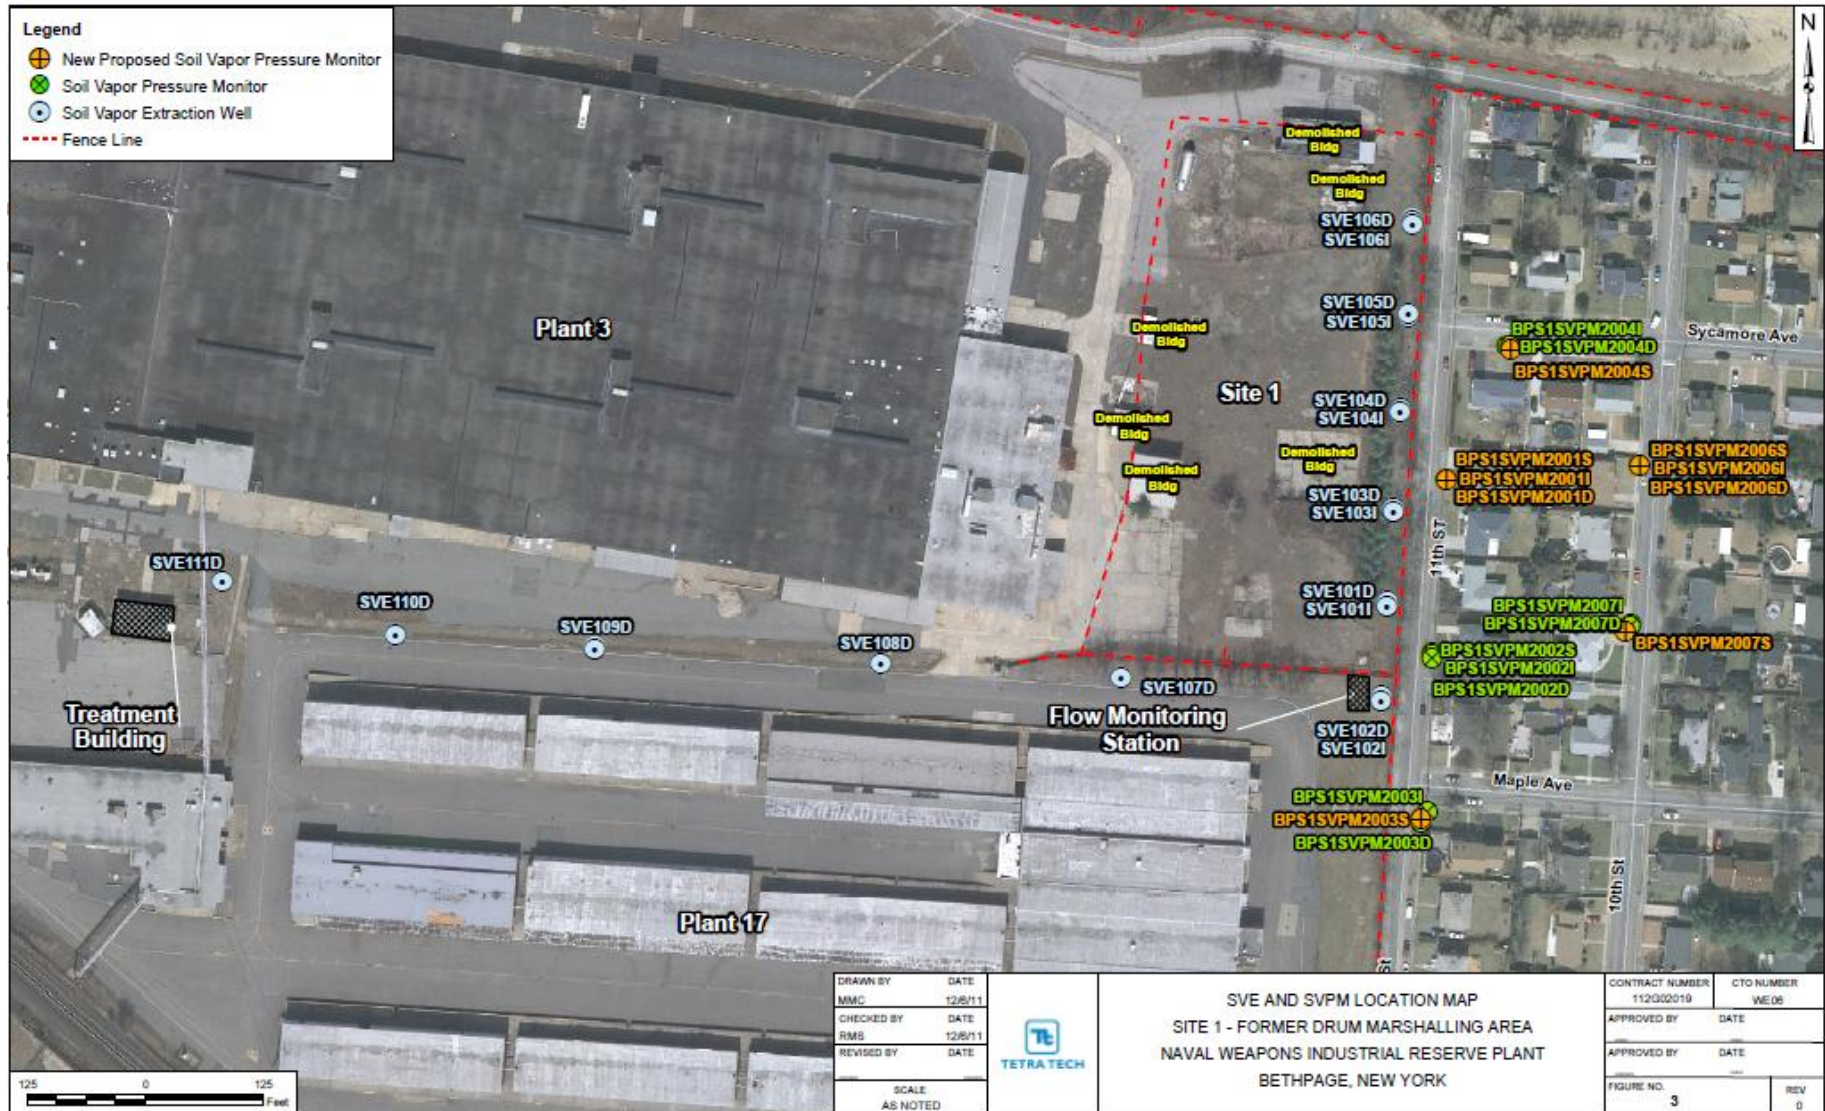 Legend
New Proposed Soil Vapor Pressure Monitor
Soil Vapor Pressure Monitor
Soil Vapor Extraction Well
Fence Line
N
Demolished
Bldg
Demolished
Bldg
SVE106D
SVE106I
SVE105D
SVE105I
Plant 3
Demolished
Bldg
Site 1
SVE104D
SVE104I
Demolished
Bldg
Demolished
Bldg
Demolished
Bldg
SVE103D
SVE103I
SVE101D
SVE101I
BPS1SVPM2004I
BPS1SVPM2004D
BPS1SVPM2004S
Sycamore Ave
BPS1SVPM2001S
BPS1SVPM2001I
BPS1SVPM2001D
BPS1SVPM2006S
BPS1SVPM2006I
BPS1SVPM2006D
11th ST
BPS1SVPM2007I
BPS1SVPM2007D
BPS1SVPM2007S
BPS1SVPM2002S
BPS1SVPM2002I
BPS1SVPM2002D
SVE111D
SVE110D
SVE109D
SVE108D
SVE107D
Treatment
Building
Flow Monitoring
Station
SVE102D
SVE102I
Maple Ave
BPS1SVPM2003I
BPS1SVPM2003S
BPS1SVPM2003D
10th St
Plant 17
St
125 0 125
Feet
DRAWN BY DATE
MMC 12/6/11
CHECKED BY DATE
RMS 12/6/11
REVISED BY DATE
SCALE
AS NOTED
Tt
TETRA TECH
SVE AND SVPM LOCATION MAP
SITE 1 - FORMER DRUM MARSHALLING AREA
NAVAL WEAPONS INDUSTRIAL RESERVE PLANT
BETHPAGE, NEW YORK
CONTRACT NUMBER CTO NUMBER
112G02019 WE06
APPROVED BY DATE
APPROVED BY DATE
FIGURE NO. REV
3 0